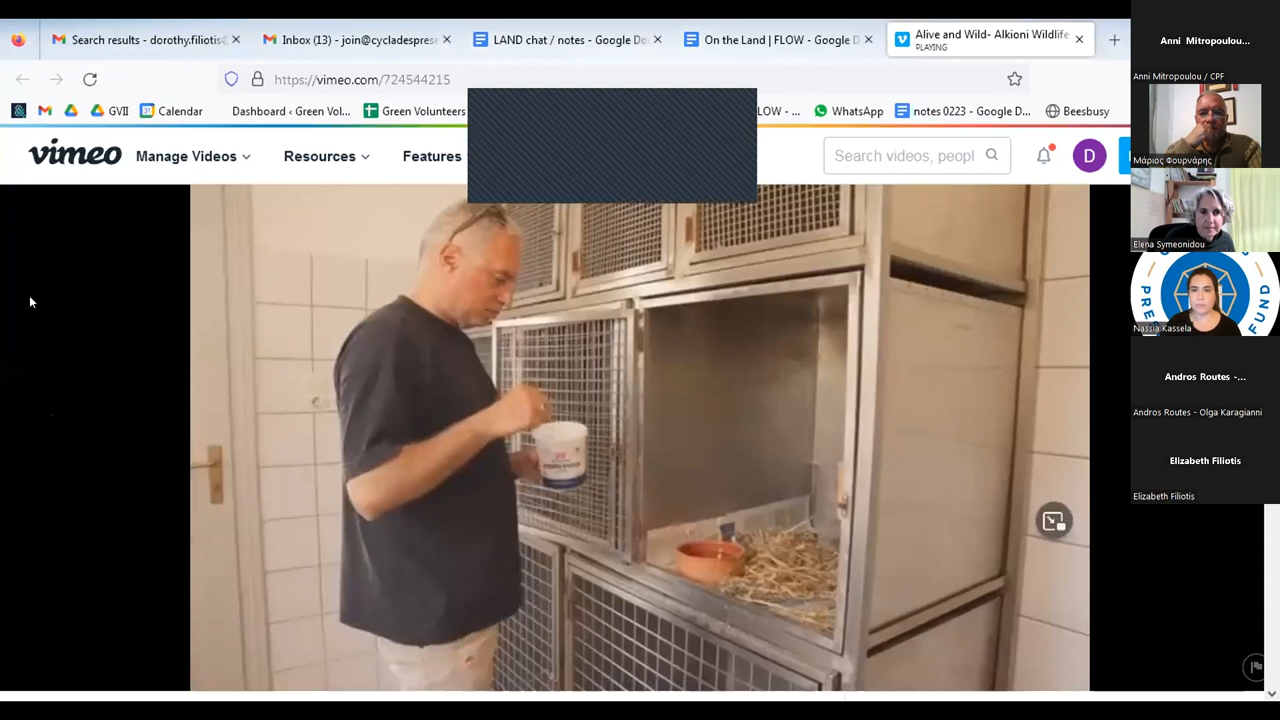 Search results - dorothy.filiotis
Inbox (13) - join@cycladesprese
LAND chat / notes - Google Do
On the Land | FLOW - Google D
Alive and Wild- Alkioni Wildlife
PLAYING
https://vimeo.com/724544215
GVII
Calendar
Dashboard ‹ Green Vol...
Green Volunteers
LOW - ...
WhatsApp
notes 0223 - Google D...
Beesbusy
vimeo
Manage Videos
Resources
Features
Search videos, peopl
D
Anni Mitropoulou...
Anni Mitropoulou / CPF
Μάριος Φουρνάρης
Elena Symeonidou
PRE
FUND
Nassia Kassela
Andros Routes -...
Andros Routes - Olga Karagianni
Elizabeth Filiotis
Elizabeth Filiotis